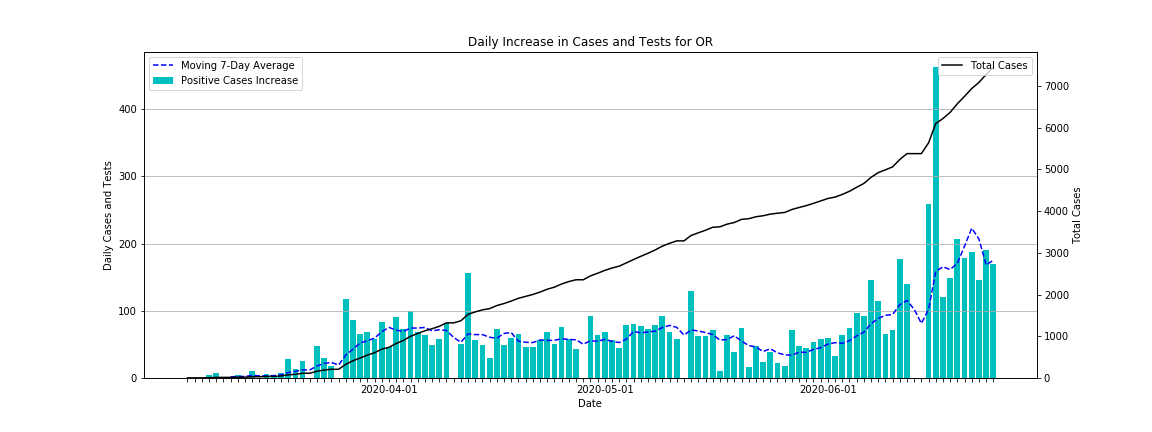 Daily Increase in Cases and Tests for OR
Moving 7-Day Average
Positive Cases Increase
Total Cases
400
300
200
100
0
Daily Cases and Tests
7000
6000
5000
4000
3000
2000
1000
0
Total Cases
2020-04-01
2020-05-01
2020-06-01
Date